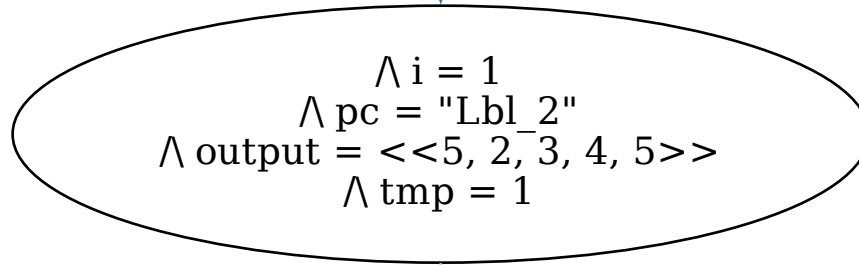 /\ i = 1
/\ pc = "Lbl_2"
/\ output = <<5, 2, 3, 4, 5>>
/\ tmp = 1